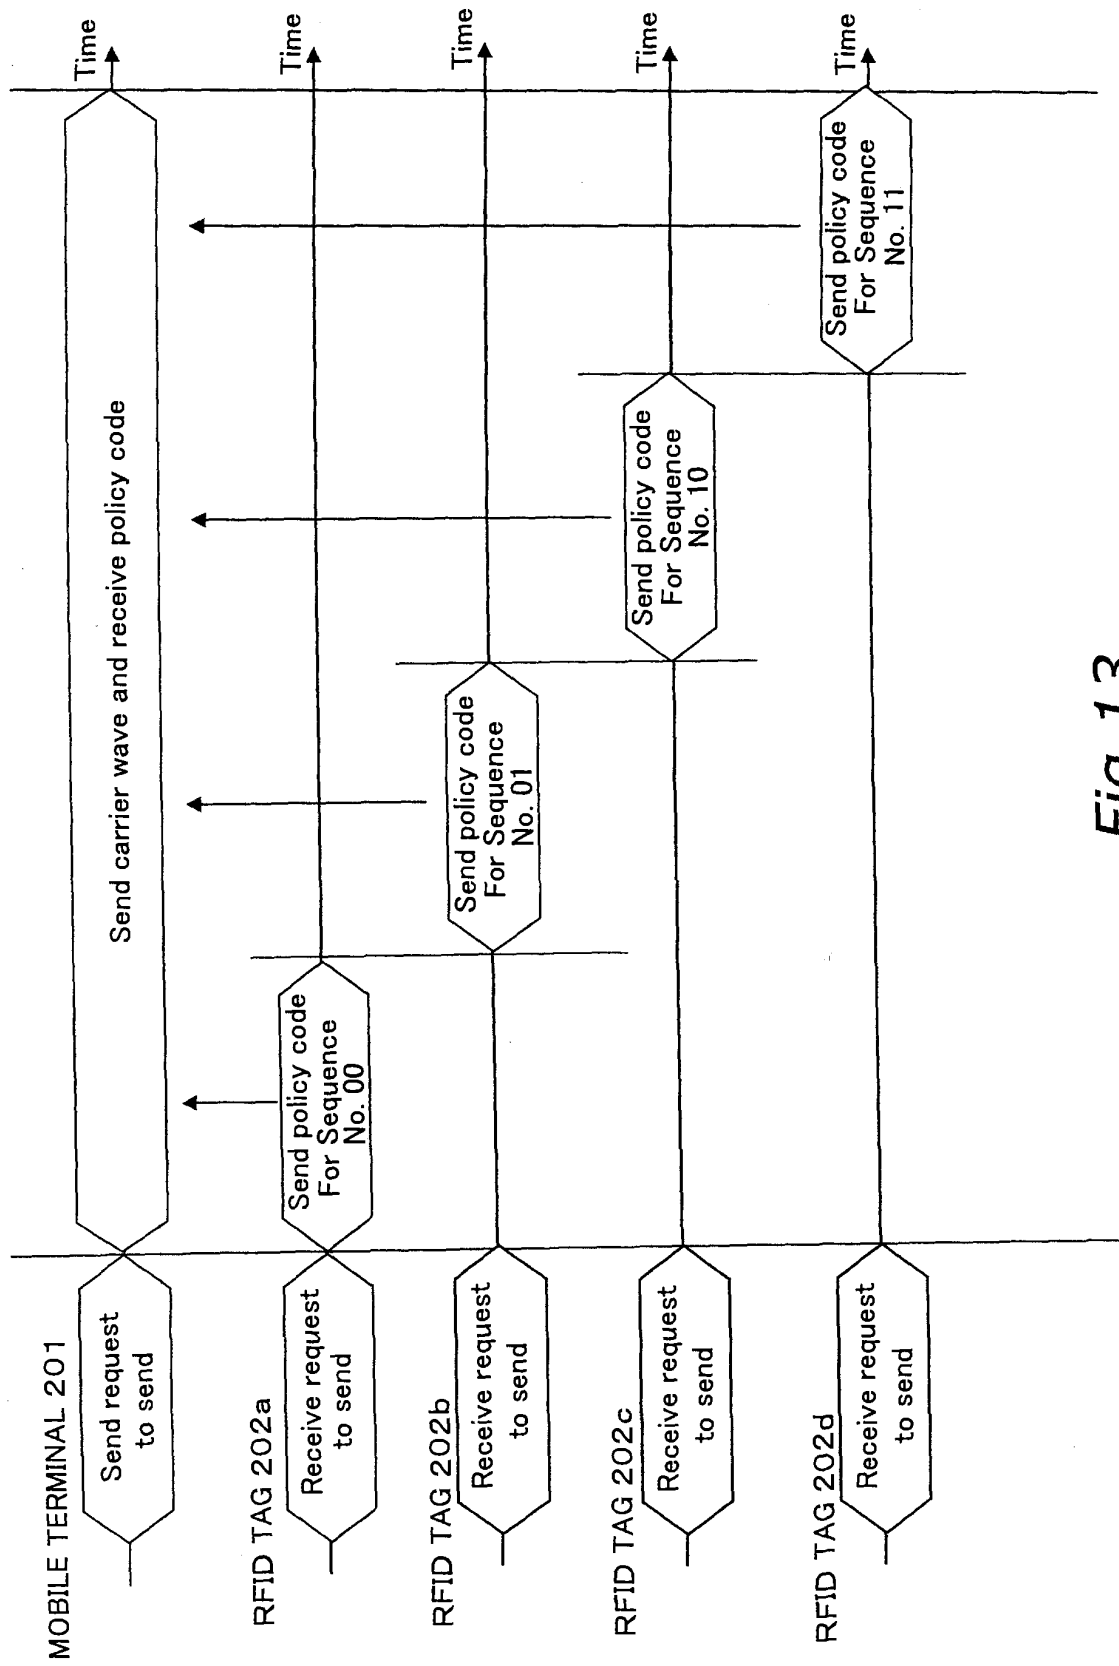 MOBILE TERMINAL 201
Send request
to send
Send carrier wave and receive policy code
Time
RFID TAG 202a
Receive request
to send
Send policy code
For Sequence
No. 00
Time
RFID TAG 202b
Receive request
to send
Send policy code
For Sequence
No. 01
Time
RFID TAG 202c
Receive request
to send
Send policy code
For Sequence
No. 10
Time
RFID TAG 202d
Receive request
to send
Send policy code
For Sequence
No. 11
Time
Fig. 13